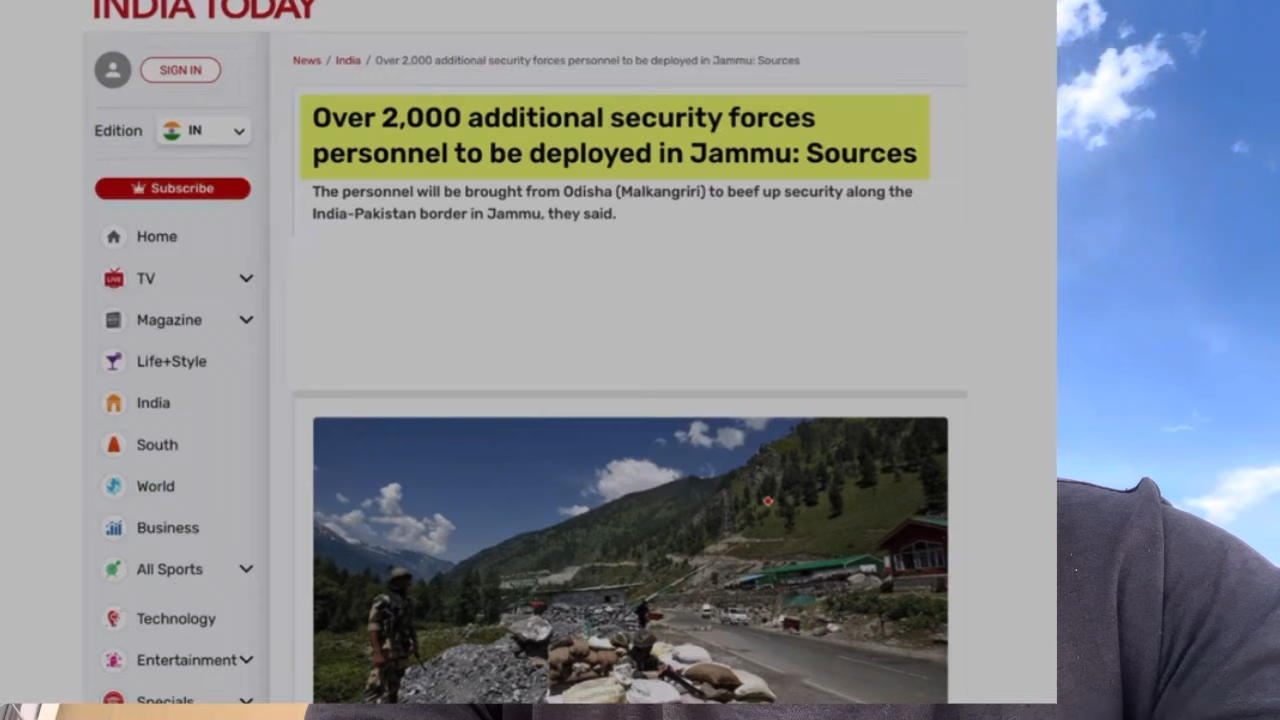 INDIA TODAY
SIGN IN
News / India / Over 2,000 additional security forces personnel to be deployed in Jammu: Sources
Over 2,000 additional security forces
personnel to be deployed in Jammu: Sources
The personnel will be brought from Odisha (Malkangriri) to beef up security along the
India-Pakistan border in Jammu, they said.
Edition IN
Subscribe
Home
TV
LIVE
Magazine
Life+Style
India
South
World
Business
All Sports
Technology
Entertainment
Specials